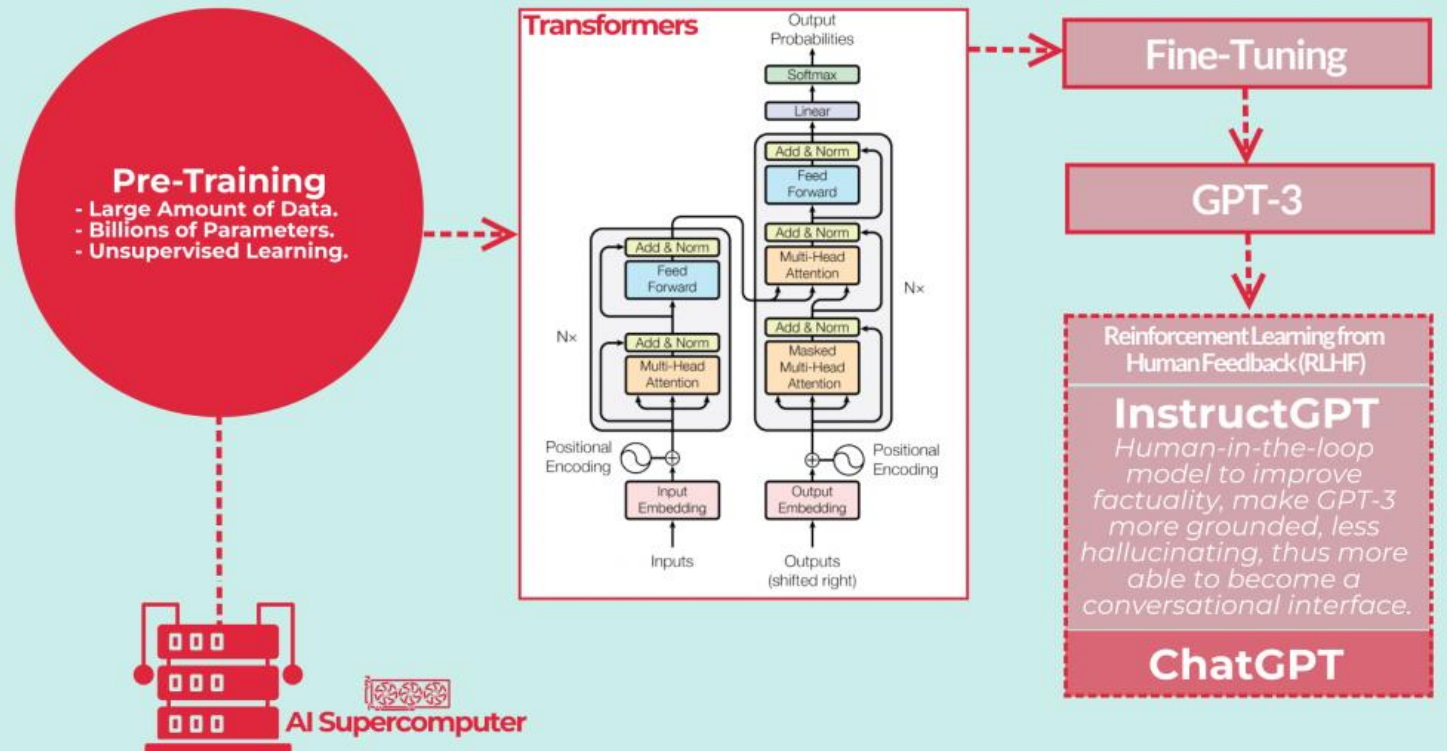 Pre-Training
- Large Amount of Data.
- Billions of Parameters.
- Unsupervised Learning.
AI Supercomputer
Transformers
Output
Probabilities
Softmax
Linear
Add & Norm
Feed
Forward
Add & Norm
Multi-Head
Attention
Nx
Add & Norm
Masked
Multi-Head
Attention
Add & Norm
Feed
Forward
Nx
Add & Norm
Multi-Head
Attention
Positional
Encoding
Positional
Encoding
Input
Embedding
Output
Embedding
Inputs
Outputs
(shifted right)
Fine-Tuning
GPT-3
Reinforcement Learning from
Human Feedback (RLHF)
InstructGPT
Human-in-the-loop
model to improve
factuality, make GPT-3
more grounded, less
hallucinating, thus more
able to become a
conversational interface.
ChatGPT